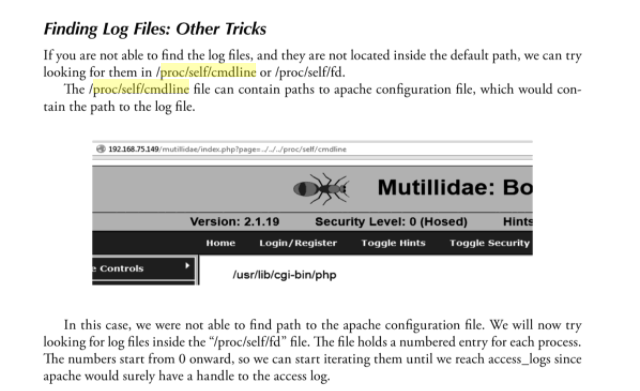 Finding Log Files: Other Tricks
If you are not able to find the log files, and they are not located inside the default path, we can try
looking for them in /proc/self/cmdline or /proc/self/fd.
The /proc/self/cmdline file can contain paths to apache configuration file, which would con-
tain the path to the log file.
192.168.75.149/mutillidae/index.php?page=../../../proc/self/cmdline
Mutillidae: Bo
Version: 2.1.19 Security Level: 0 (Hosed) Hints
Home Login/Register Toggle Hints Toggle Security
e Controls
/usr/lib/cgi-bin/php
In this case, we were not able to find path to the apache configuration file. We will now try
looking for log files inside the “/proc/self/fd” file. The file holds a numbered entry for each process.
The numbers start from 0 onward, so we can start iterating them until we reach access_logs since
apache would surely have a handle to the access log.